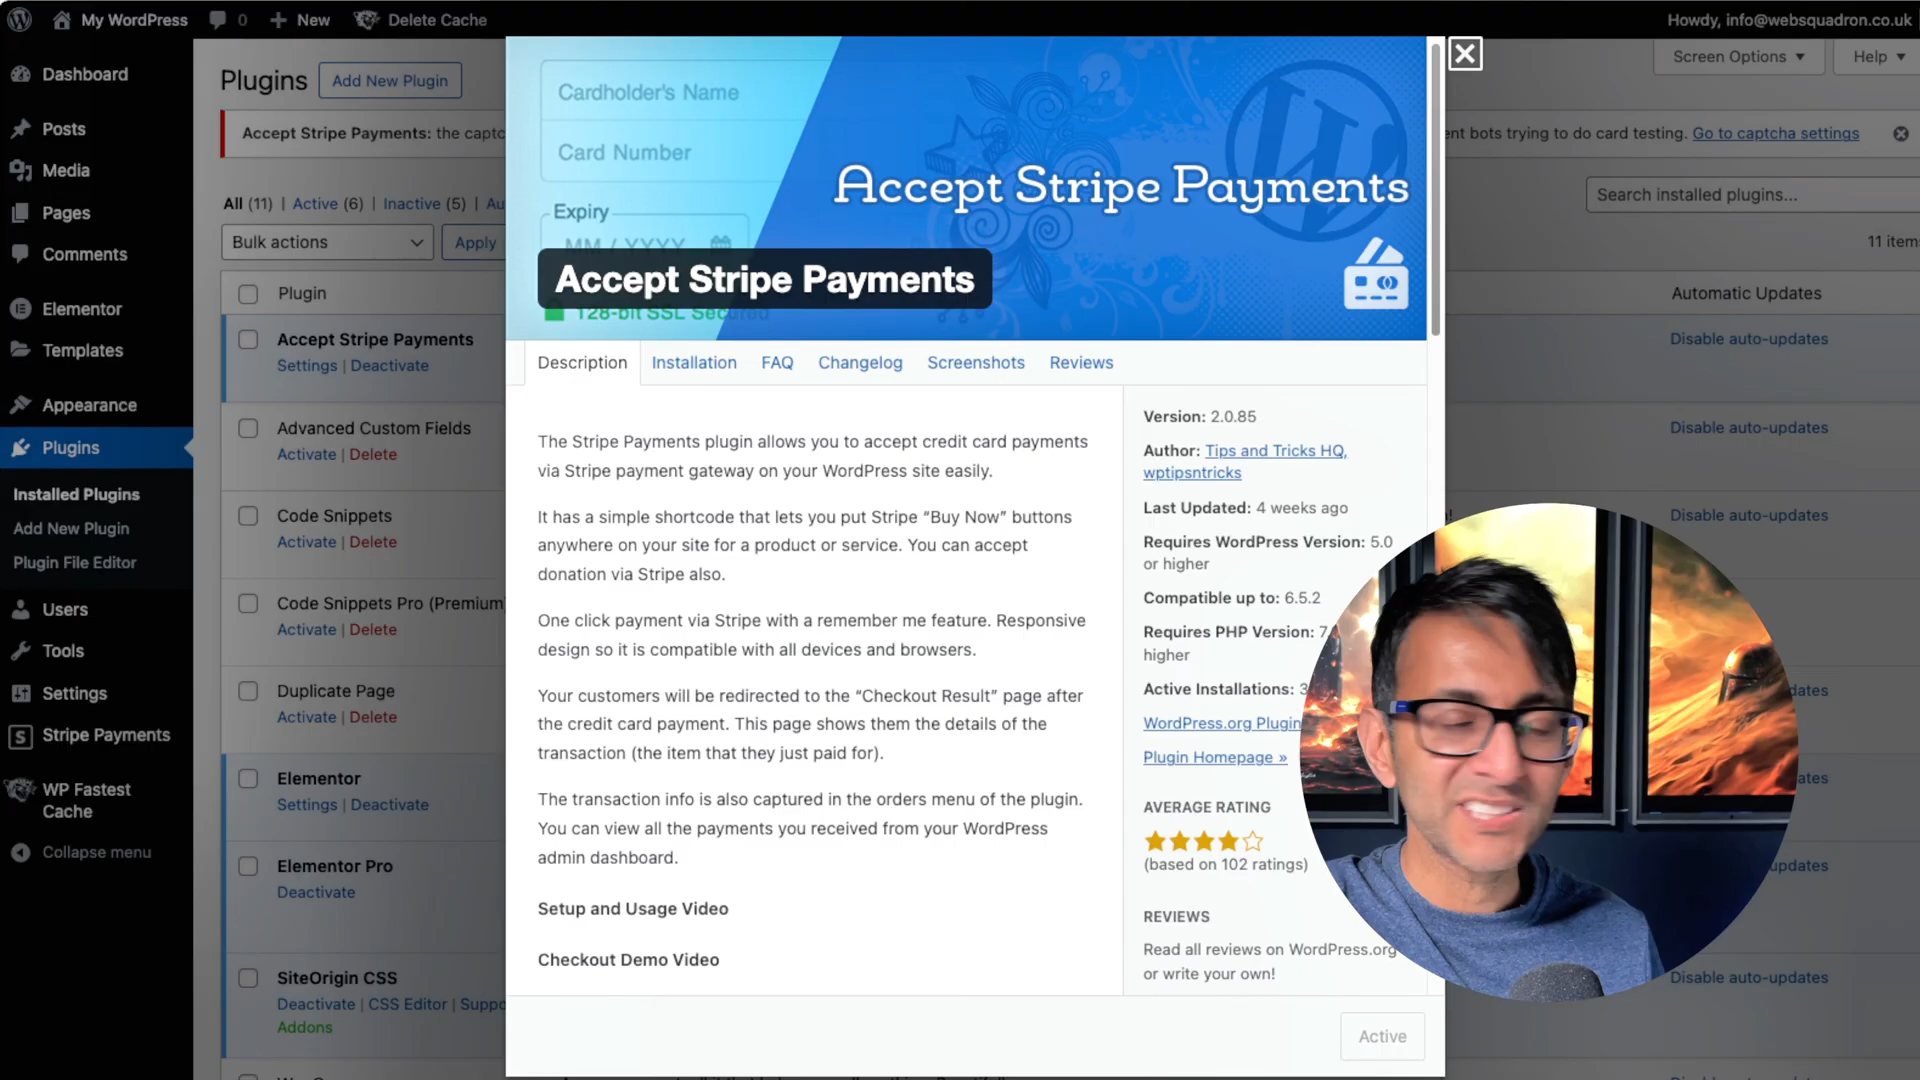 My WordPress 0 New Delete Cache Howdy, info@websquadron.co.uk
Screen Options Help
Dashboard
Posts
Media
Pages
Comments
Elementor
Templates
Appearance
Plugins
Installed Plugins
Add New Plugin
Plugin File Editor
Users
Tools
Settings
Stripe Payments
WP Fastest
Cache
Collapse menu
Plugins Add New Plugin
Accept Stripe Payments: the captc
ent bots trying to do card testing. Go to captcha settings
All (11) | Active (6) | Inactive (5) | Au
Search installed plugins...
Bulk actions Apply
11 item
Plugin
Automatic Updates
Accept Stripe Payments
Settings | Deactivate
Disable auto-updates
Advanced Custom Fields
Activate | Delete
Disable auto-updates
Code Snippets
Activate | Delete
Disable auto-updates
Code Snippets Pro (Premium)
Activate | Delete
Duplicate Page
Activate | Delete
dates
Elementor
Settings | Deactivate
dates
Elementor Pro
Deactivate
updates
SiteOrigin CSS
Deactivate | CSS Editor | Suppo
Addons
Disable auto-updates
Cardholder's Name
Card Number
Expiry
MM / YYYY
Accept Stripe Payments
Accept Stripe Payments
128-bit SSL Secured
Description Installation FAQ Changelog Screenshots Reviews
The Stripe Payments plugin allows you to accept credit card payments
via Stripe payment gateway on your WordPress site easily.
It has a simple shortcode that lets you put Stripe “Buy Now” buttons
anywhere on your site for a product or service. You can accept
donation via Stripe also.
One click payment via Stripe with a remember me feature. Responsive
design so it is compatible with all devices and browsers.
Your customers will be redirected to the “Checkout Result” page after
the credit card payment. This page shows them the details of the
transaction (the item that they just paid for).
The transaction info is also captured in the orders menu of the plugin.
You can view all the payments you received from your WordPress
admin dashboard.
Setup and Usage Video
Checkout Demo Video
Version: 2.0.85
Author: Tips and Tricks HQ,
wptipsntricks
Last Updated: 4 weeks ago
Requires WordPress Version: 5.0
or higher
Compatible up to: 6.5.2
Requires PHP Version: 7.
higher
Active Installations: 3
WordPress.org Plugin
Plugin Homepage »
AVERAGE RATING
(based on 102 ratings)
REVIEWS
Read all reviews on WordPress.org
or write your own!
Active